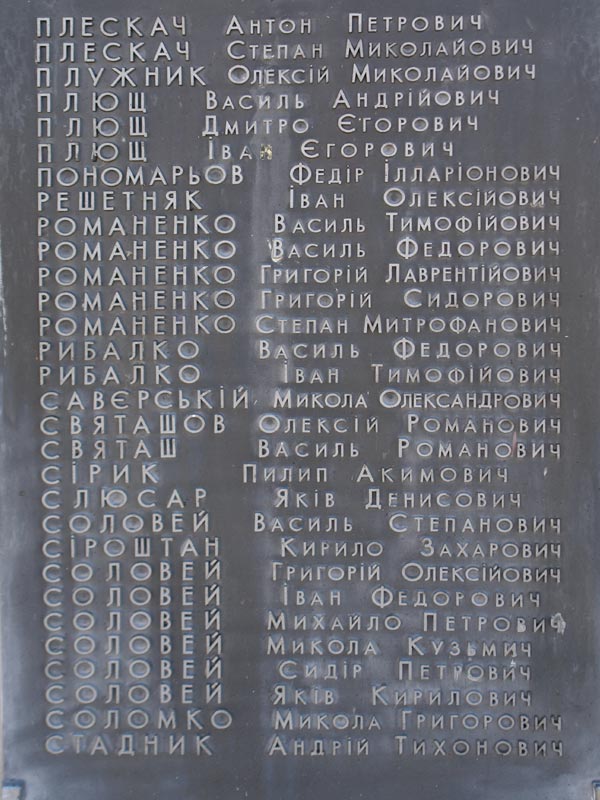 ПЛЕСКАЧ Антон Петрович
ПЛЕСКАЧ Степан Миколайович
ПЛУЖНИК Олексій Миколайович
ПЛЮЩ Василь Андрійович
ПЛЮЩ Дмитро Єгорович
ПЛЮЩ Іван Єгорович
ПОНОМАРЬОВ Федір Ілларіонович
РЕШЕТНЯК Іван Олексійович
РОМАНЕНКО Василь Тимофійович
РОМАНЕНКО Василь Федорович
РОМАНЕНКО Григорій Лаврентійович
РОМАНЕНКО Григорій Сидорович
РОМАНЕНКО Степан Митрофанович
РИБАЛКО Василь Федорович
РИБАЛКО Іван Тимофійович
САВЄРСЬКІЙ Микола Олександрович
СВЯТАШОВ Олексій Романович
СВЯТАШ Василь Романович
СІРИК Пилип Акимович
СЛЮСАР Яків Денисович
СОЛОВЕЙ Василь Степанович
СІРОШТАН Кирило Захарович
СОЛОВЕЙ Григорій Олексійович
СОЛОВЕЙ Іван Федорович
СОЛОВЕЙ Михайло Петрович
СОЛОВЕЙ Микола Кузьмич
СОЛОВЕЙ Сидір Петрович
СОЛОВЕЙ Яків Кирилович
СОЛОМКО Микола Григорович
СТАДНИК Андрій Тихонович